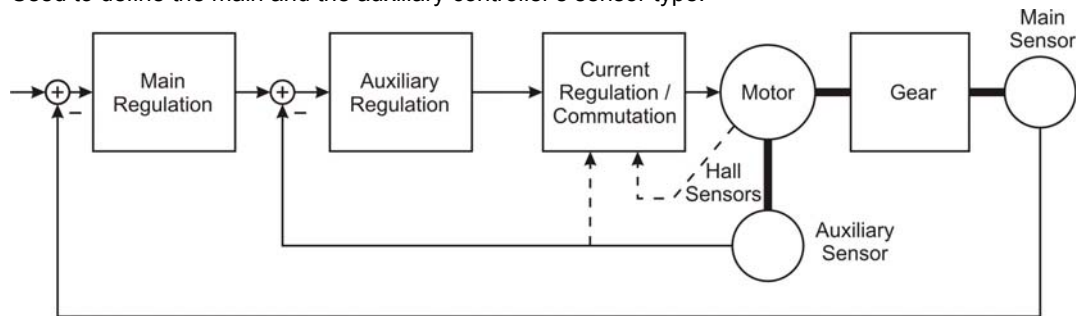 Used to define the main and the auxiliary controller's sensor type.
Main
Sensor
+
−
Main
Regulation
+
−
Auxiliary
Regulation
Current
Regulation /
Commutation
Motor
Gear
Hall
Sensors
Auxiliary
Sensor